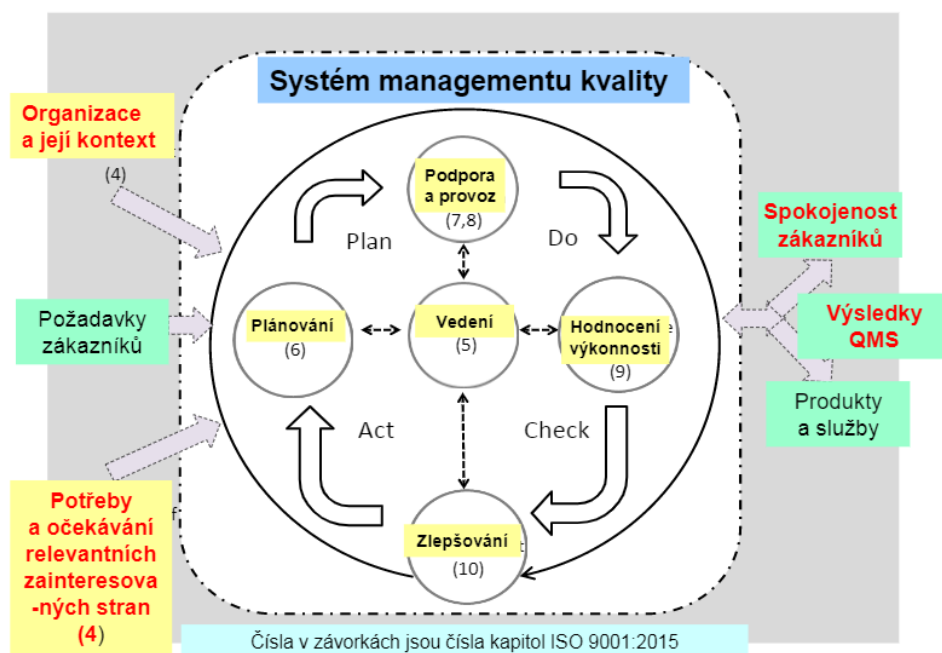 Systém managementu kvality
Organizace
a její kontext
(4)
Podpora
a provoz
(7,8)
Plan
Do
Spokojenost
zákazníků
Požadavky
zákazníků
Plánování
(6)
Vedení
(5)
Hodnocení
výkonnosti
(9)
Výsledky
QMS
Produkty
a služby
Act
Check
Potřeby
a očekávání
relevantních
zainteresova
-ných stran
(4)
Zlepšování
(10)
Čísla v závorkách jsou čísla kapitol ISO 9001:2015